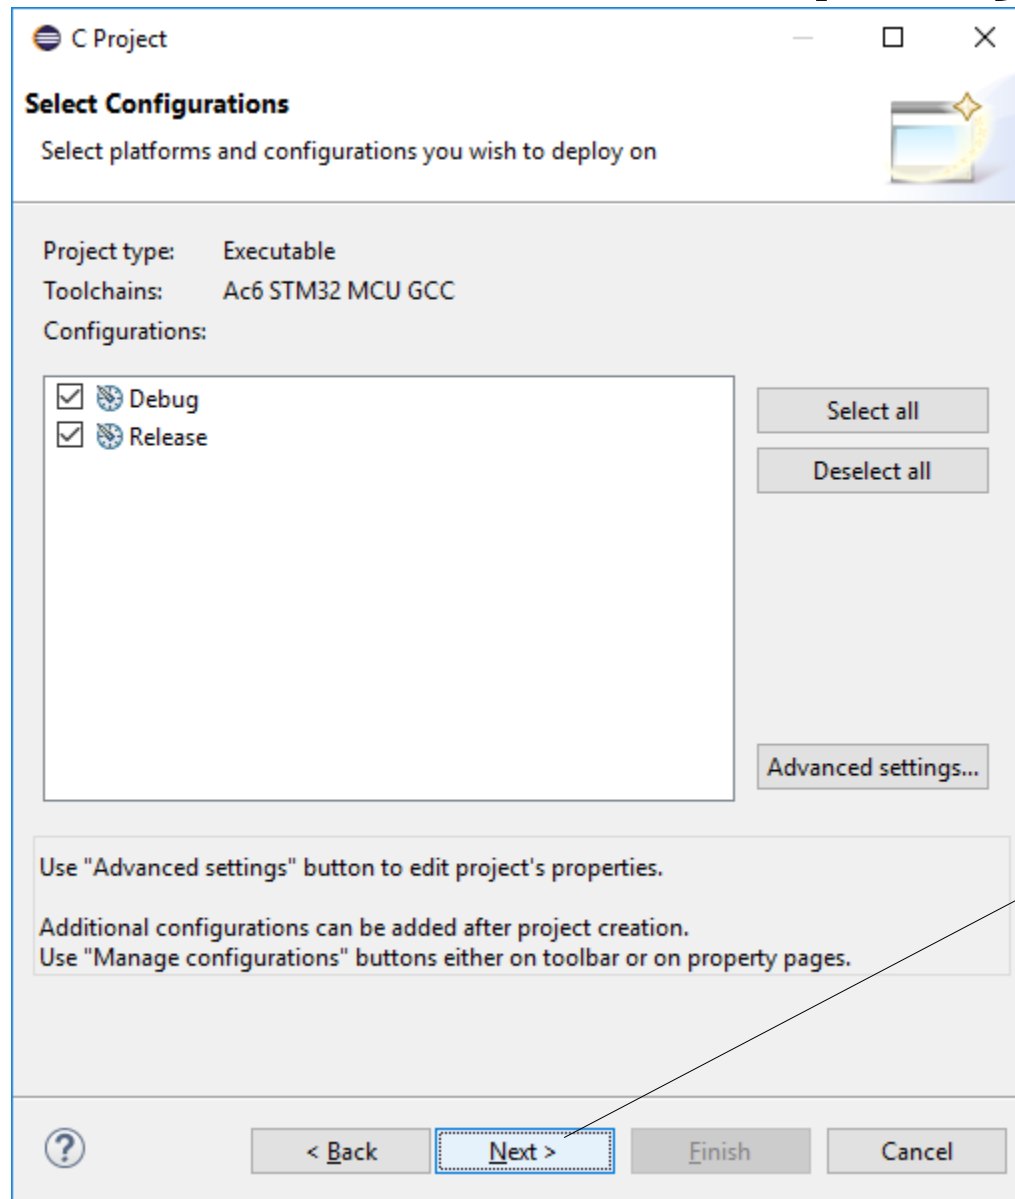 C Project
Select Configurations
Select platforms and configurations you wish to deploy on
Project type: Executable
Toolchains: Ac6 STM32 MCU GCC
Configurations:
Debug
Release
Select all
Deselect all
Advanced settings...
Use "Advanced settings" button to edit project's properties.
Additional configurations can be added after project creation.
Use "Manage configurations" buttons either on toolbar or on property pages.
? < Back Next > Finish Cancel